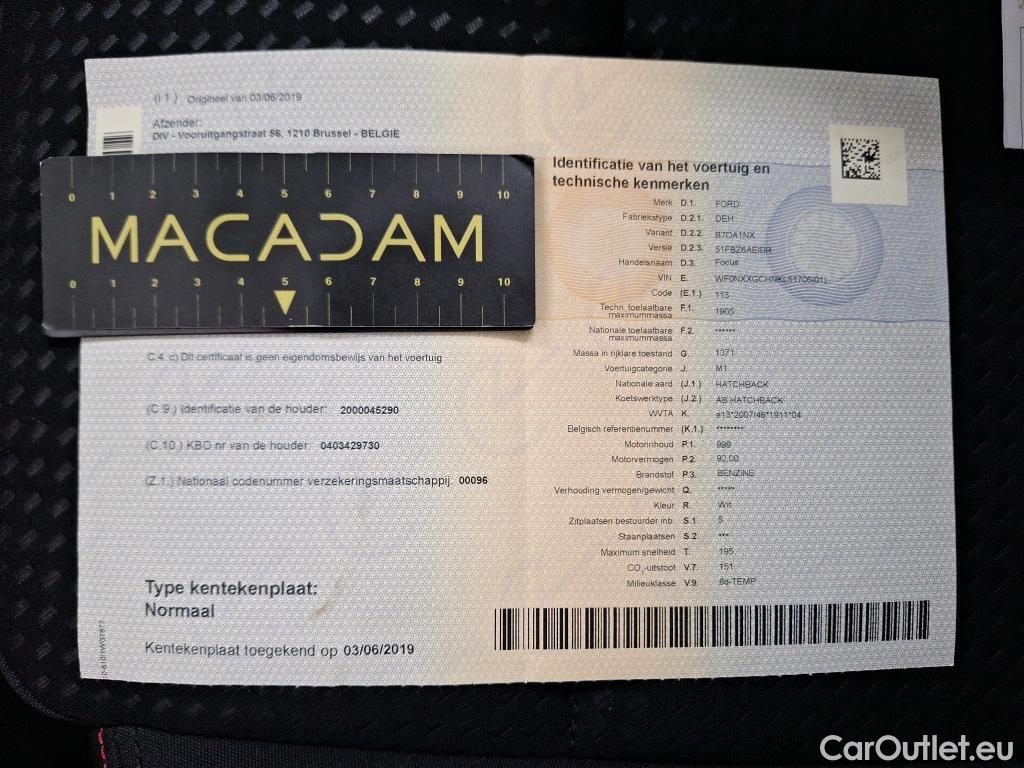 (I.1.) Origineel van 03/06/2019
Afzender:
DIV - Vooruitgangstraat 56, 1210 Brussel - BELGIE
0 1 2 3 4 5 6 7 8 9 10
MACADAM
0 1 2 3 4 5 6 7 8 9 10
C.4. c) Dit certificaat is geen eigendomsbewijs van het voertuig
(C.9.) Identificatie van de houder: 2000045290
(C.10.) KBO nr van de houder: 0403429730
(Z.1.) Nationaal codenummer verzekeringsmaatschappij: 00096
Type kentekenplaat:
Normaal
Kentekenplaat toegekend op 03/06/2019
Identificatie van het voertuig en
technische kenmerken
Merk D.1. FORD
Fabriekstype D.2.1. DEH
Variant D.2.2. B7DA1NX
Versie D.2.3. 51FBZ6AEIBR
Handelsnaam D.3. Focus
VIN E. WF0NXXGCHNKL51706(01)
Code (E.1.) 113
Techn. toelaatbare
maximummassa F.1. 1905
Nationale toelaatbare
maximummassa F.2. ******
Massa in rijklare toestand G. 1371
Voertuigcategorie J. M1
Nationale aard (J.1.) HATCHBACK
Koetswerktype (J.2.) AB HATCHBACK
WVTA K. e13*2007/46*1911*04
Belgisch referentienummer (K.1.) ********
Motorinhoud P.1. 999
Motorvermogen P.2. 92.00
Brandstof P.3. BENZINE
Verhouding vermogen/gewicht Q. *****
Kleur R. Wit
Zitplaatsen bestuurder inb. S.1. 5
Staanplaatsen S.2. ***
Maximum snelheid T. 195
CO2-uitstoot V.7. 151
Milieuklasse V.9. 6d-TEMP
CarOutlet.eu